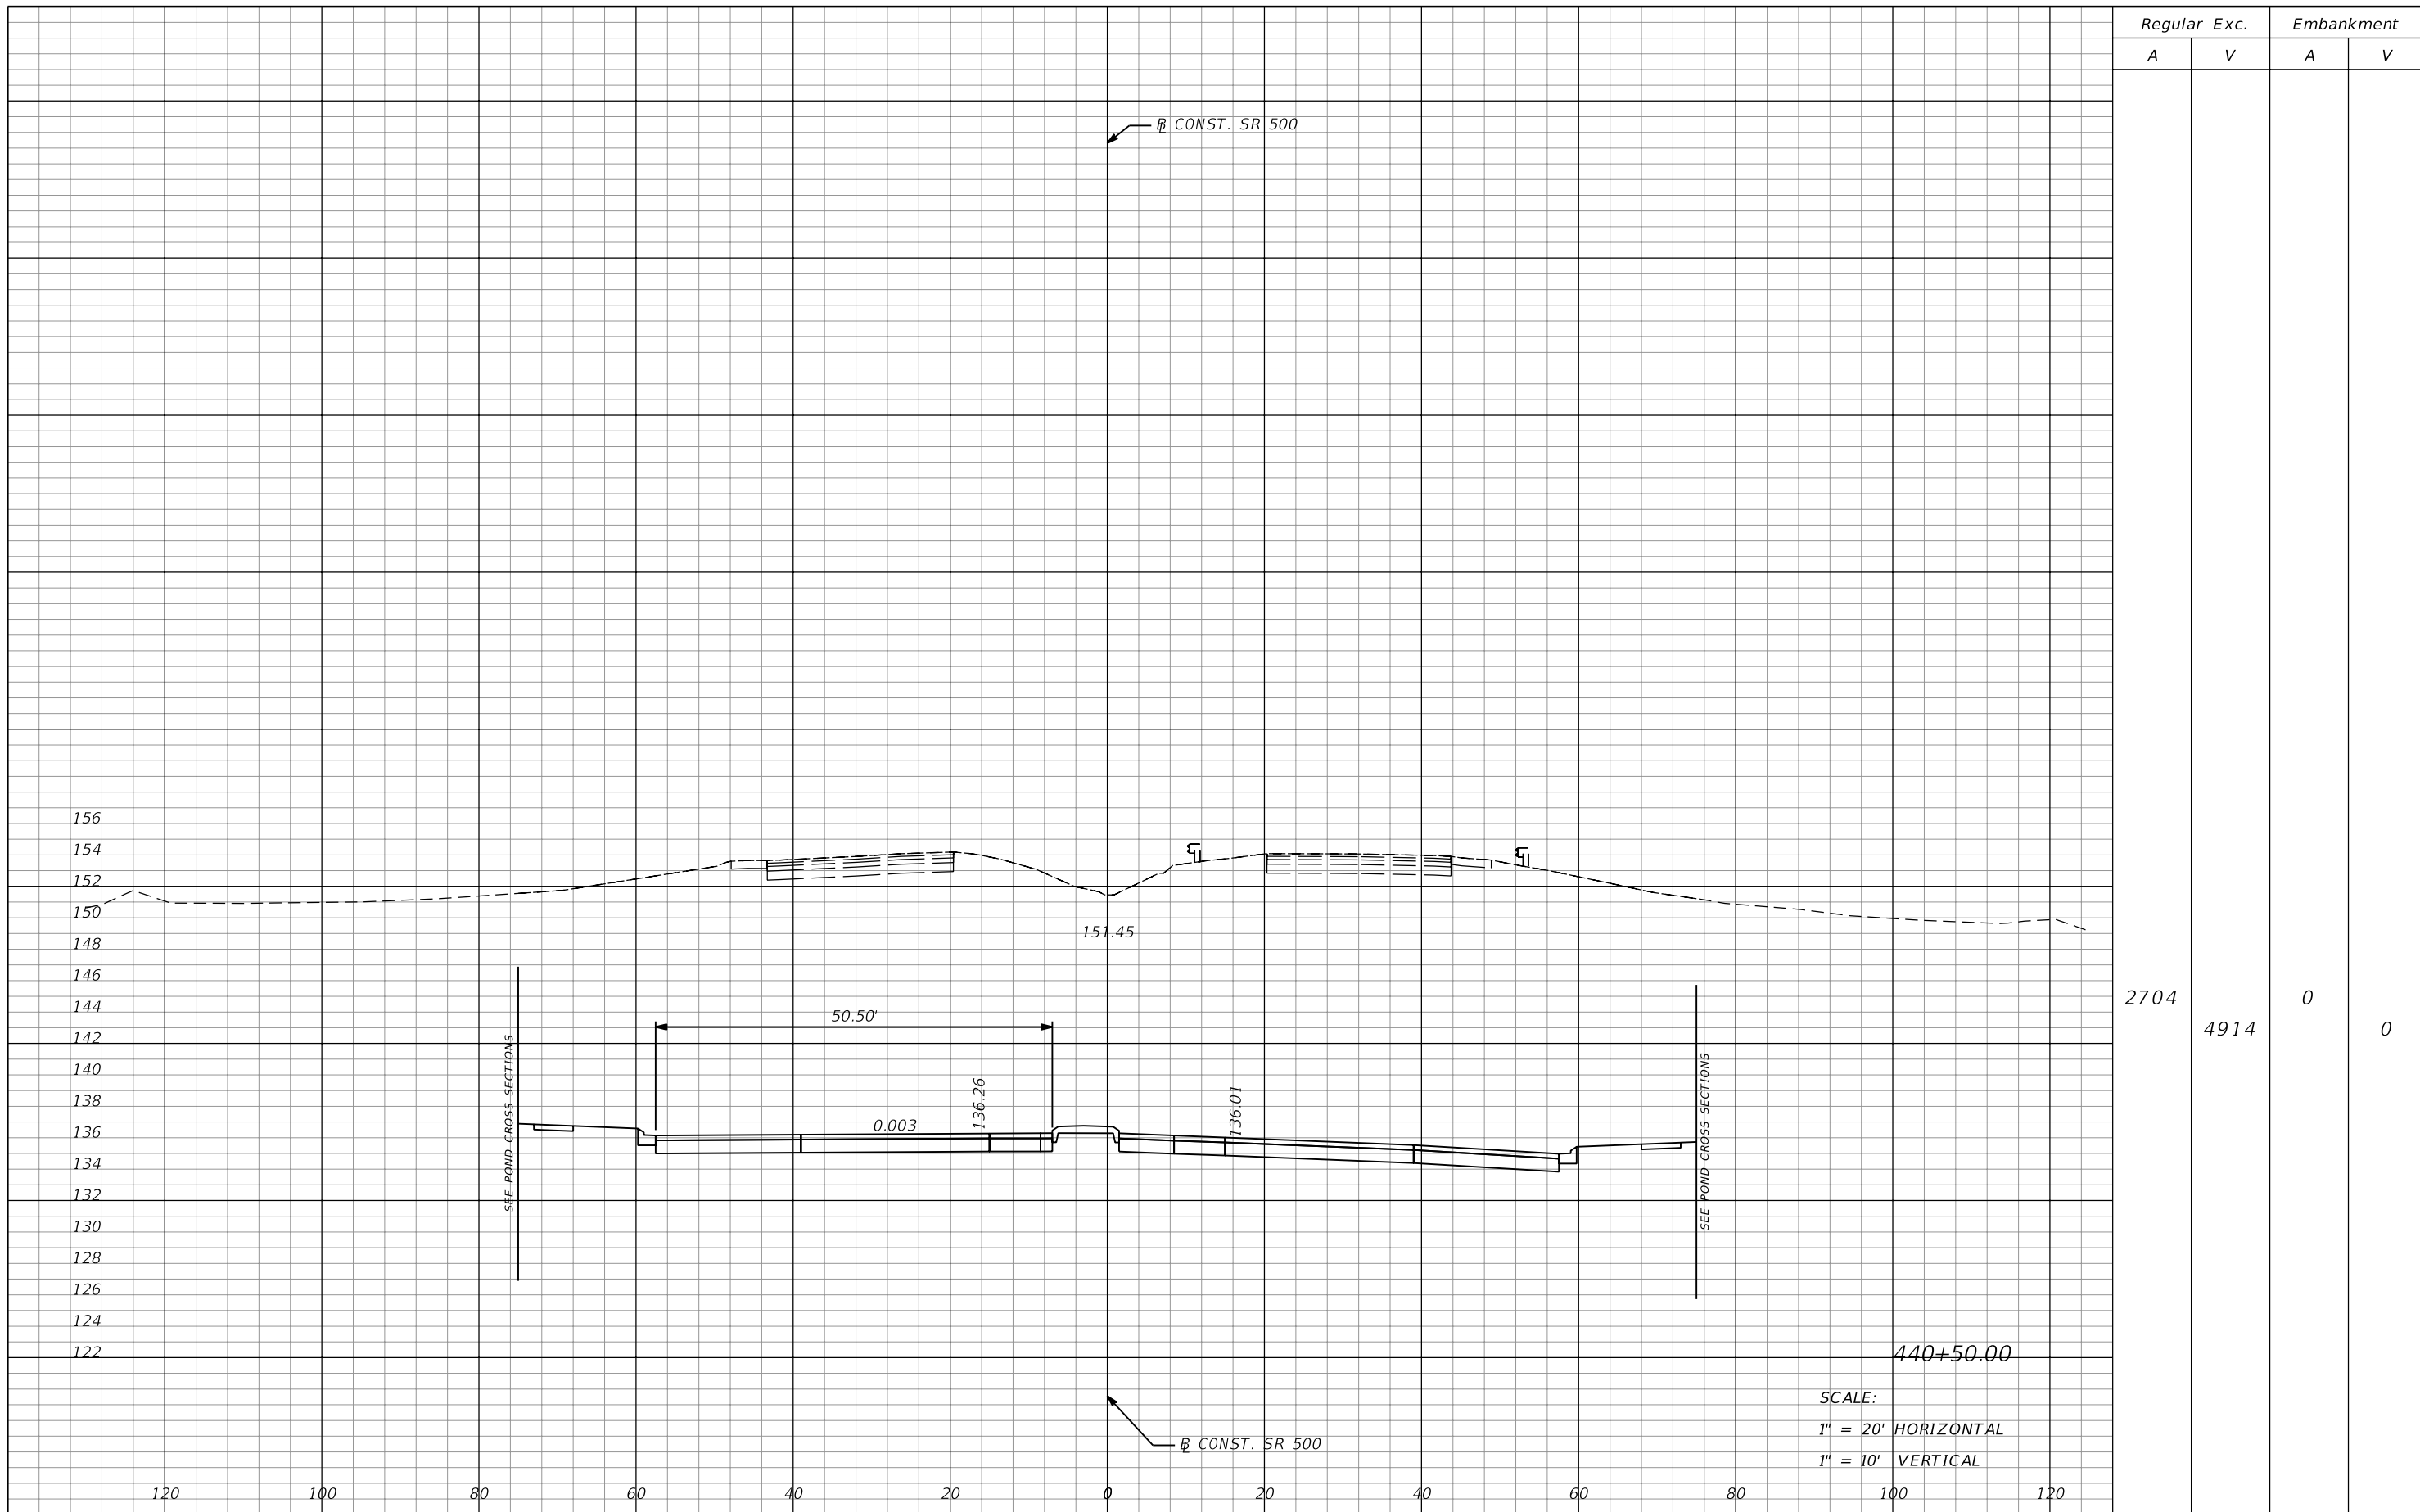 Regular Exc. Embankment
A V A V
℄ CONST. SR 500
156
154
152
150
151.45
148
146
144
2704 0
50.50'
142
4914 0
140
138
136
134
132
130
128
126
124
122
0.003
136.26
136.01
SEE POND CROSS SECTIONS
SEE POND CROSS SECTIONS
440+50.00
SCALE:
1" = 20' HORIZONTAL
1" = 10' VERTICAL
℄ CONST. SR 500
120 100 80 60 40 20 0 20 40 60 80 100 120